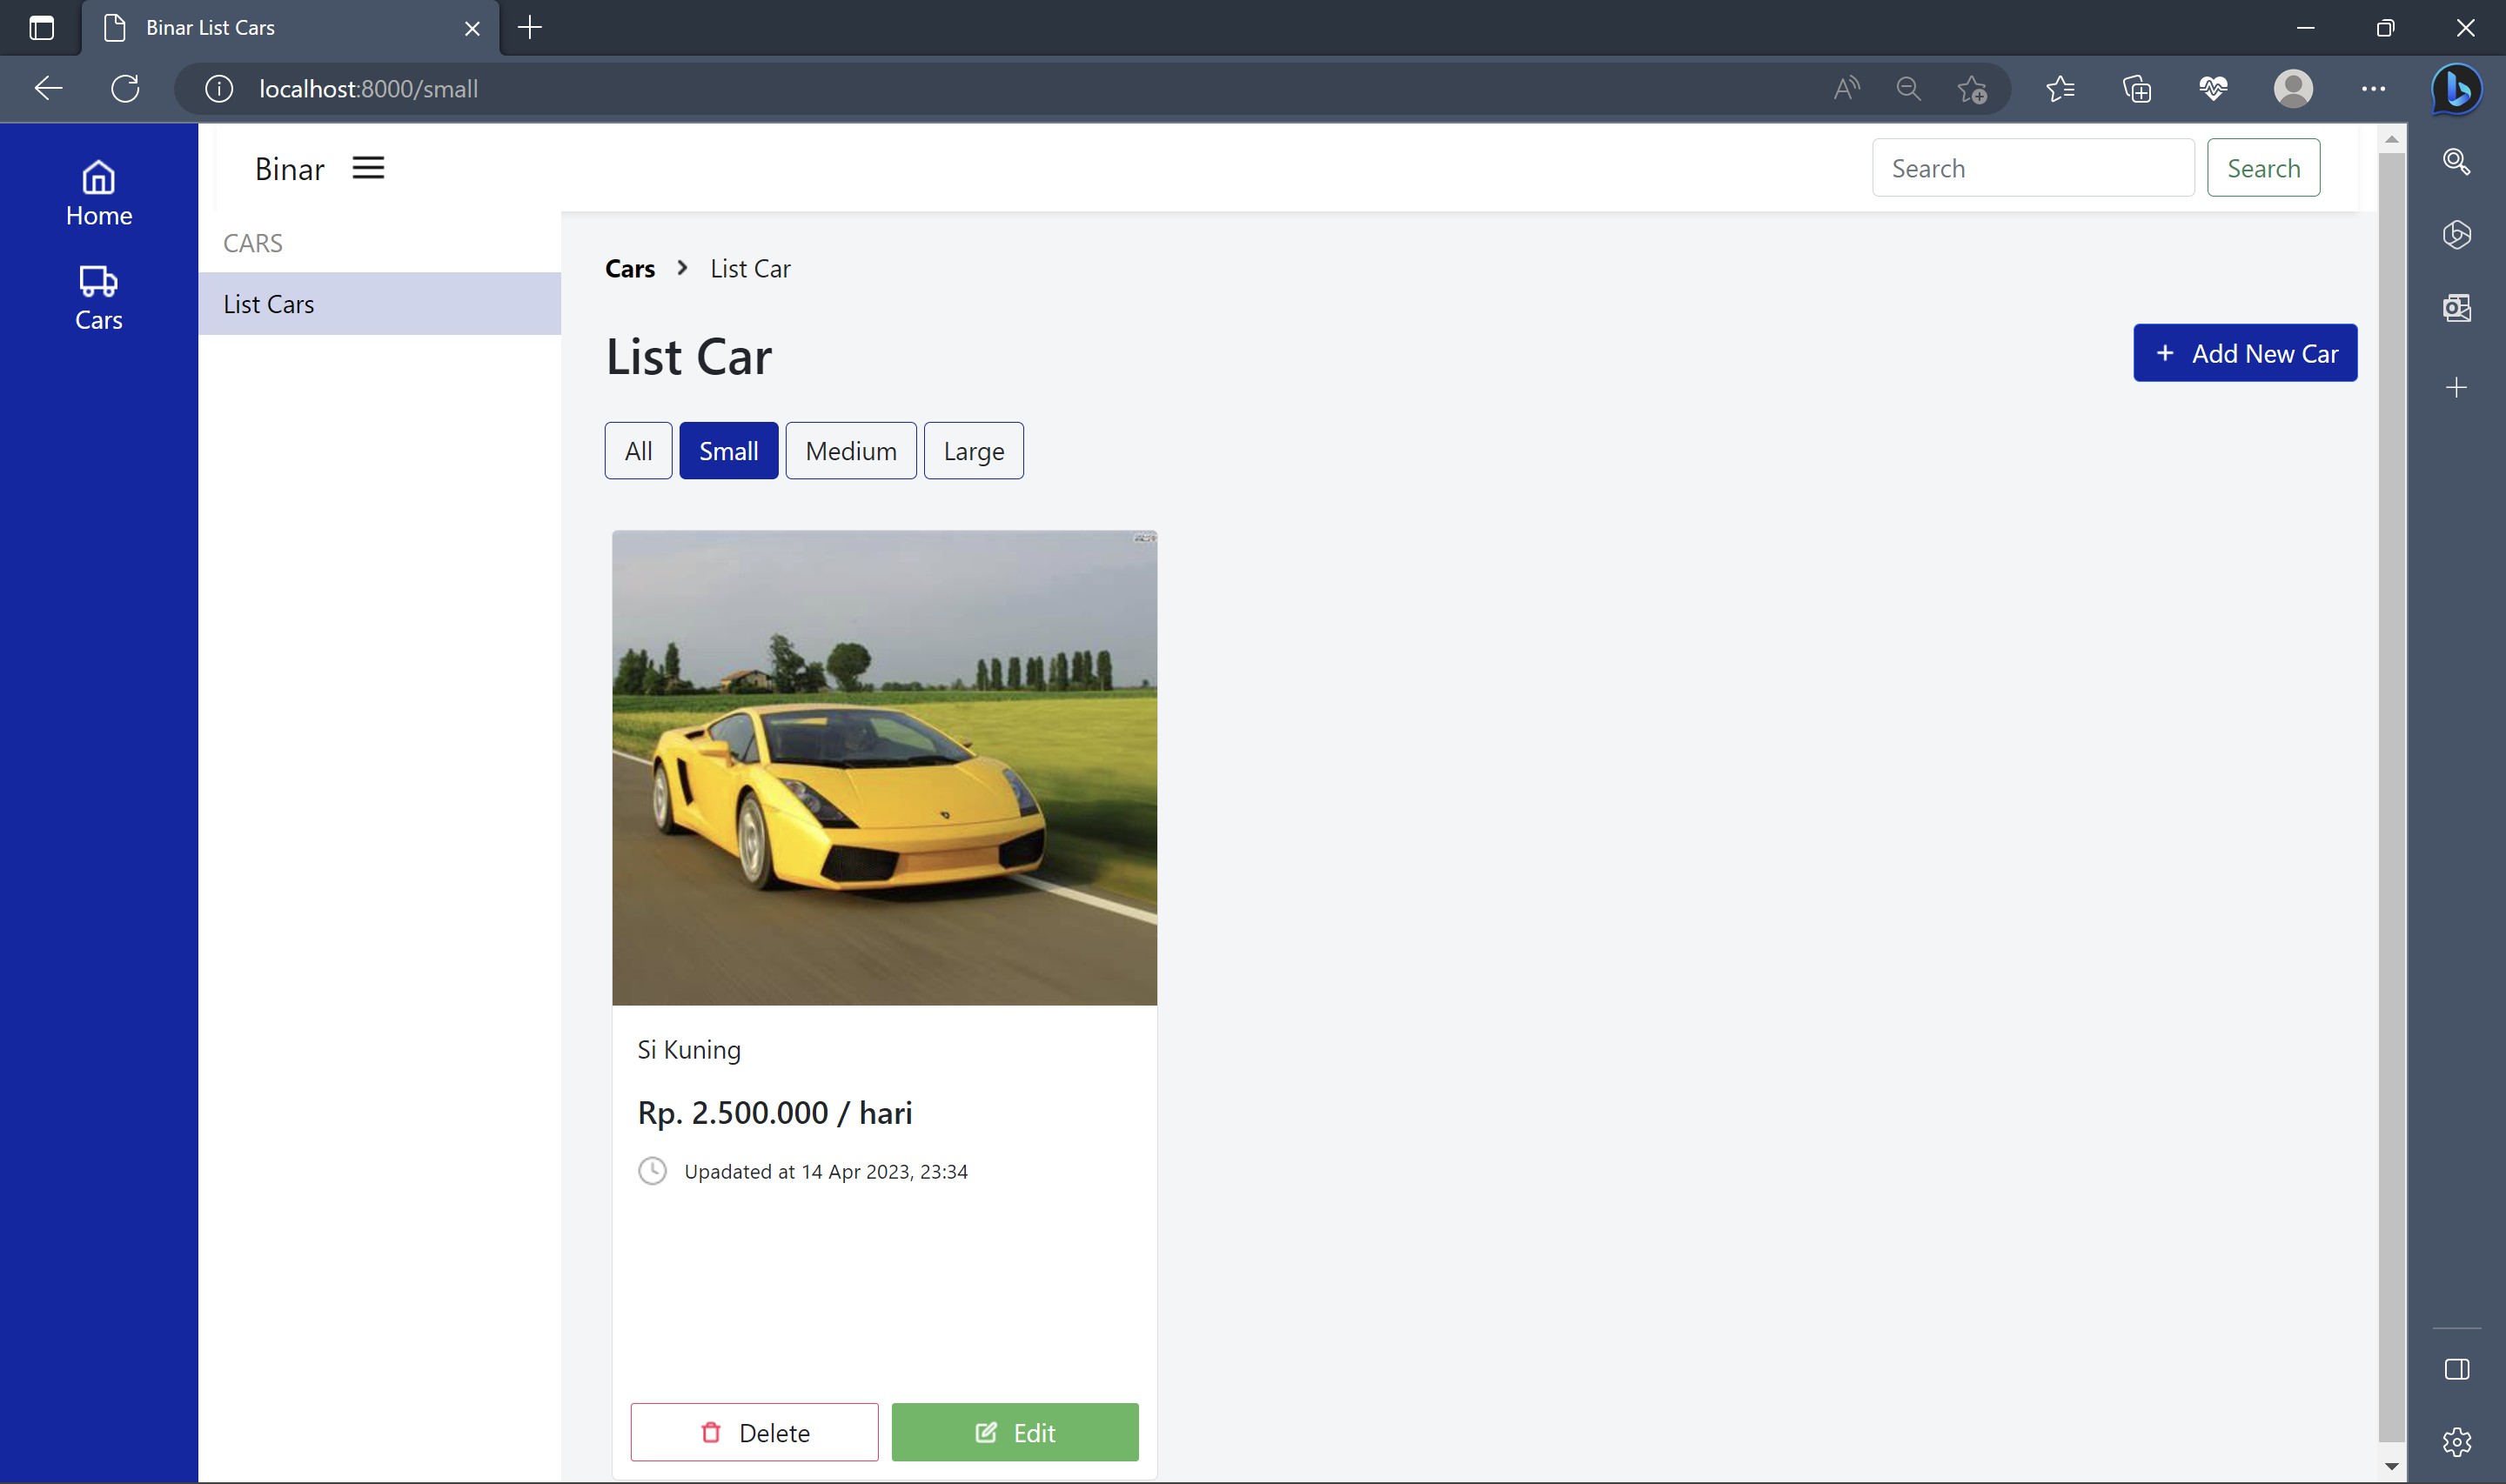 Binar List Cars
localhost:8000/small
Home
Cars
Binar
Search
Search
CARS
List Cars
Cars > List Car
List Car
+ Add New Car
All
Small
Medium
Large
Si Kuning
Rp. 2.500.000 / hari
Upadated at 14 Apr 2023, 23:34
Delete
Edit